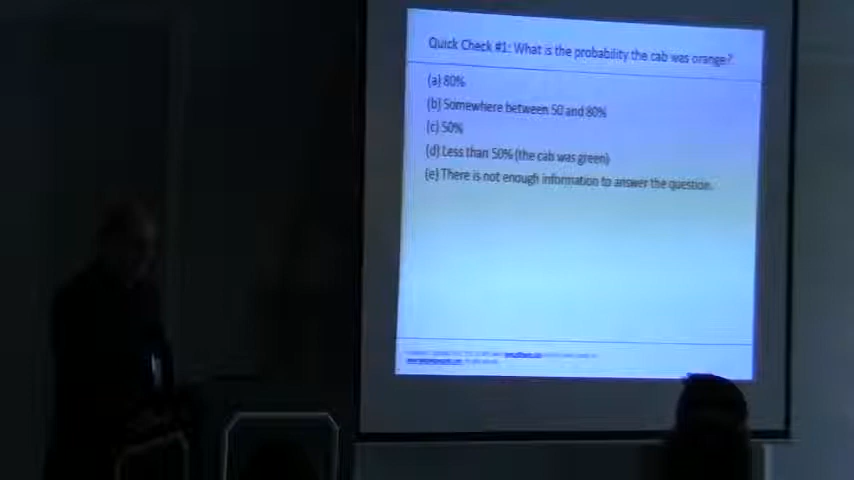 Quick Check #1: What is the probability the cab was orange?
(a) 80%
(b) Somewhere between 50 and 80%
(c) 50%
(d) Less than 50% (the cab was green)
(e) There is not enough information to answer the question.